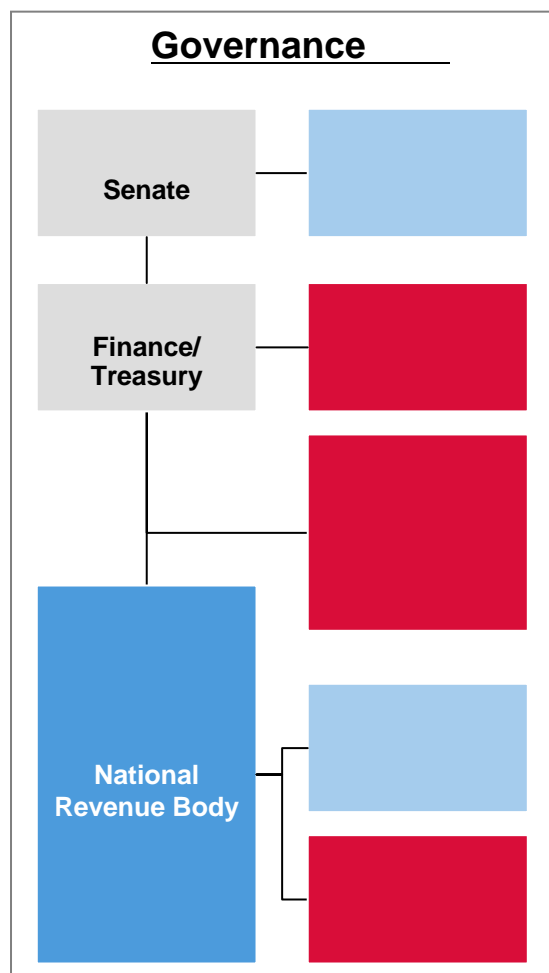 Governance
Senate
Finance/
Treasury
National
Revenue Body